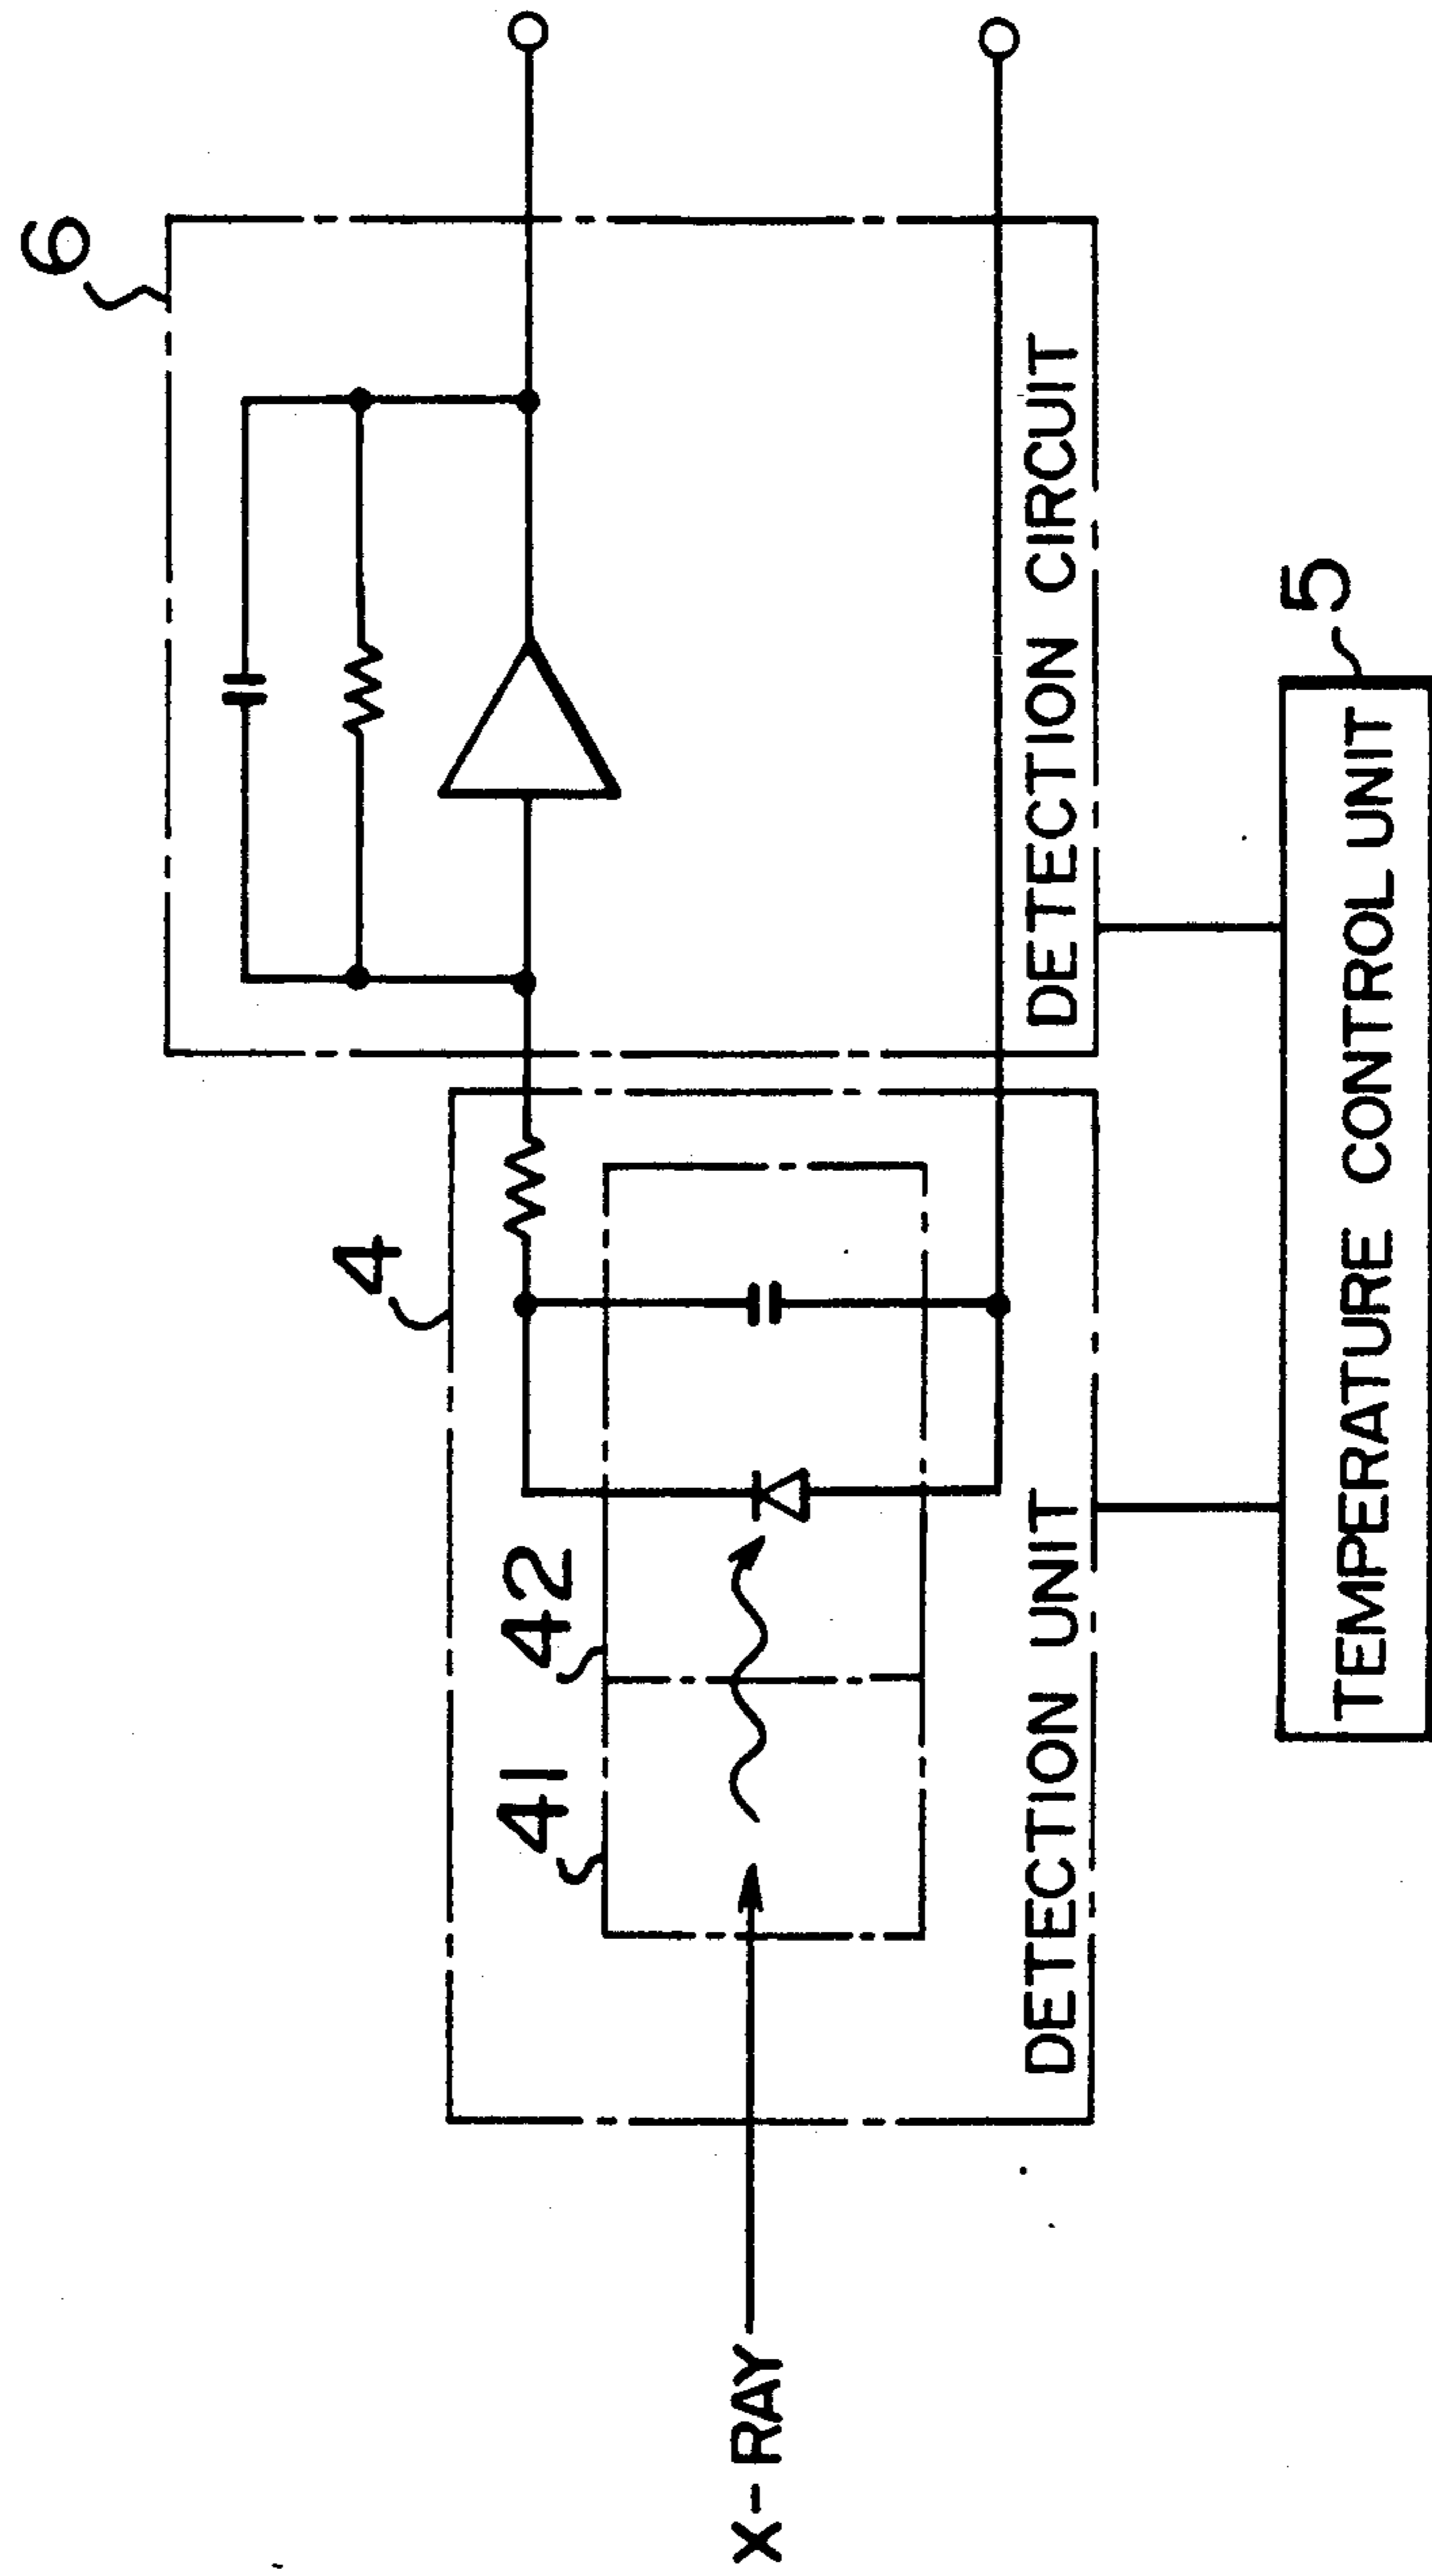 6
4
41
42
X-RAY
DETECTION UNIT
DETECTION CIRCUIT
5
TEMPERATURE CONTROL UNIT